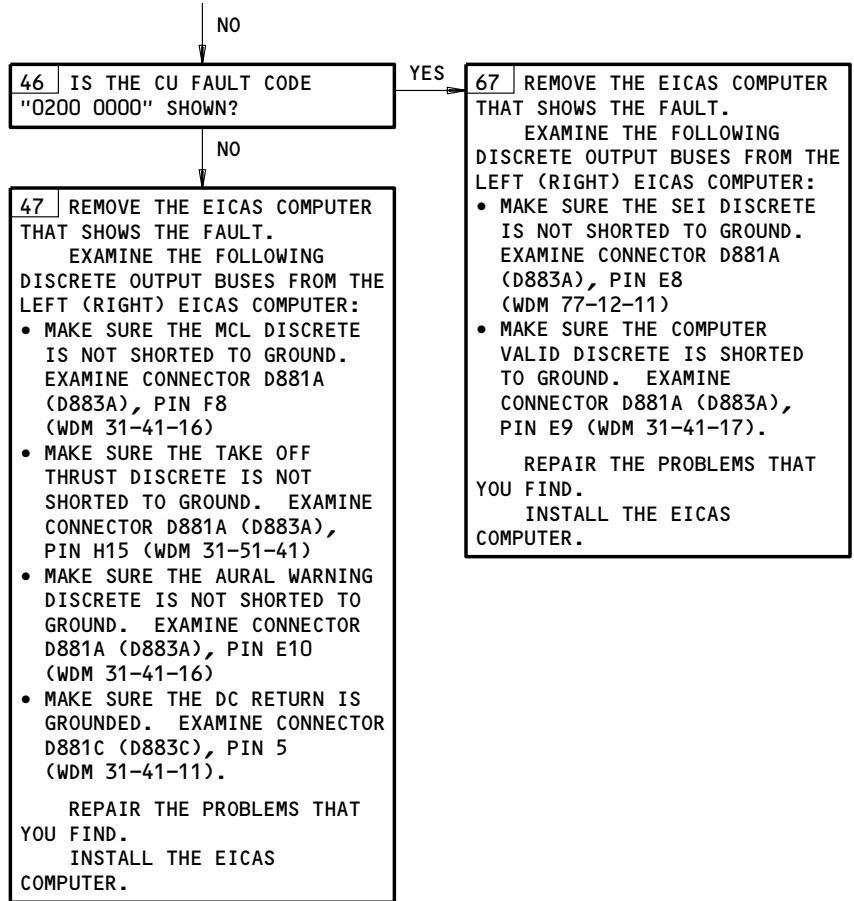 NO
46 IS THE CU FAULT CODE
"0200 0000" SHOWN?
YES
NO
47 REMOVE THE EICAS COMPUTER
THAT SHOWS THE FAULT.
EXAMINE THE FOLLOWING
DISCRETE OUTPUT BUSES FROM THE
LEFT (RIGHT) EICAS COMPUTER:
• MAKE SURE THE MCL DISCRETE
IS NOT SHORTED TO GROUND.
EXAMINE CONNECTOR D881A
(D883A), PIN F8
(WDM 31-41-16)
• MAKE SURE THE TAKE OFF
THRUST DISCRETE IS NOT
SHORTED TO GROUND. EXAMINE
CONNECTOR D881A (D883A),
PIN H15 (WDM 31-51-41)
• MAKE SURE THE AURAL WARNING
DISCRETE IS NOT SHORTED TO
GROUND. EXAMINE CONNECTOR
D881A (D883A), PIN E10
(WDM 31-41-16)
• MAKE SURE THE DC RETURN IS
GROUNDED. EXAMINE CONNECTOR
D881C (D883C), PIN 5
(WDM 31-41-11).
REPAIR THE PROBLEMS THAT
YOU FIND.
INSTALL THE EICAS
COMPUTER.
67 REMOVE THE EICAS COMPUTER
THAT SHOWS THE FAULT.
EXAMINE THE FOLLOWING
DISCRETE OUTPUT BUSES FROM THE
LEFT (RIGHT) EICAS COMPUTER:
• MAKE SURE THE SEI DISCRETE
IS NOT SHORTED TO GROUND.
EXAMINE CONNECTOR D881A
(D883A), PIN E8
(WDM 77-12-11)
• MAKE SURE THE COMPUTER
VALID DISCRETE IS SHORTED
TO GROUND. EXAMINE
CONNECTOR D881A (D883A),
PIN E9 (WDM 31-41-17).
REPAIR THE PROBLEMS THAT
YOU FIND.
INSTALL THE EICAS
COMPUTER.